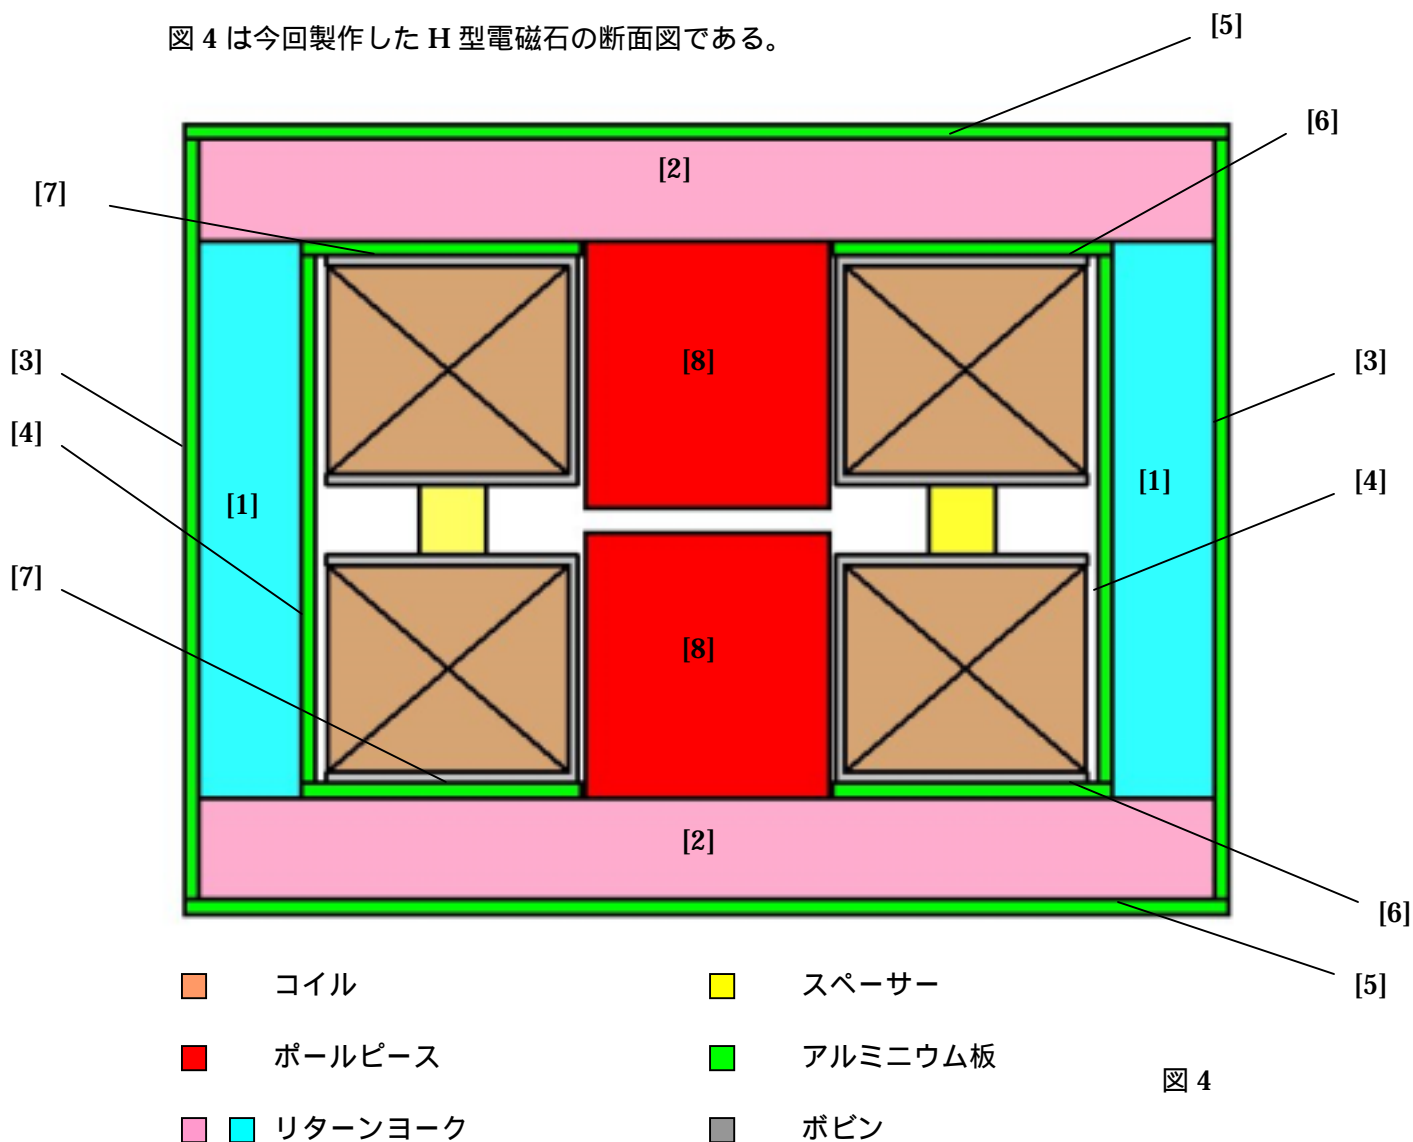 図 4 は今回製作した H 型電磁石の断面図である。
[5]
[6]
[2]
[7]
[8]
[3]
[3]
[4]
[1]
[1]
[4]
[7]
[8]
[2]
[6]
[5]
コイル
スペーサー
ポールピース
アルミニウム板
図 4
リターンヨーク
ボビン